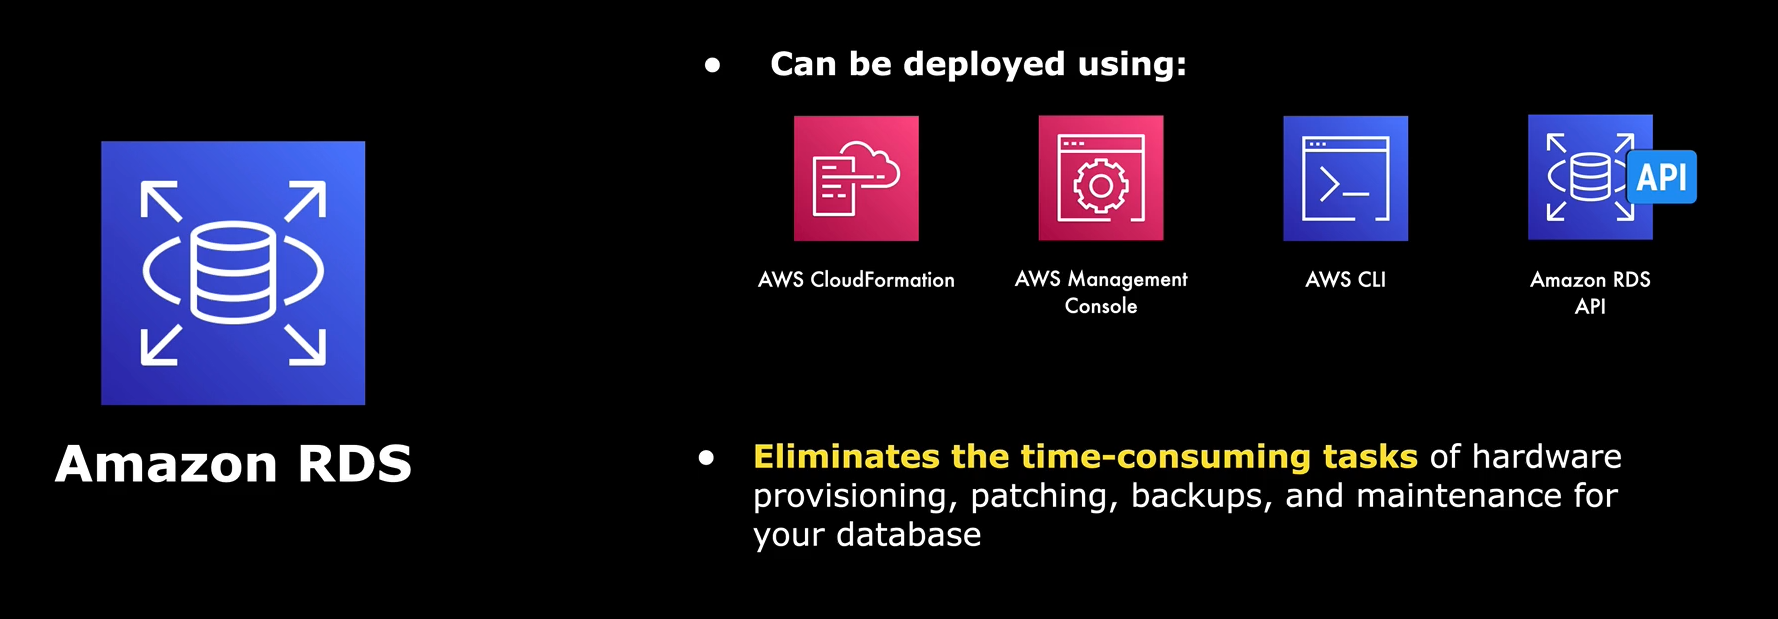 Amazon RDS
● Can be deployed using:
AWS CloudFormation
AWS Management
Console
AWS CLI
API
Amazon RDS
API
● Eliminates the time-consuming tasks of hardware
provisioning, patching, backups, and maintenance for
your database